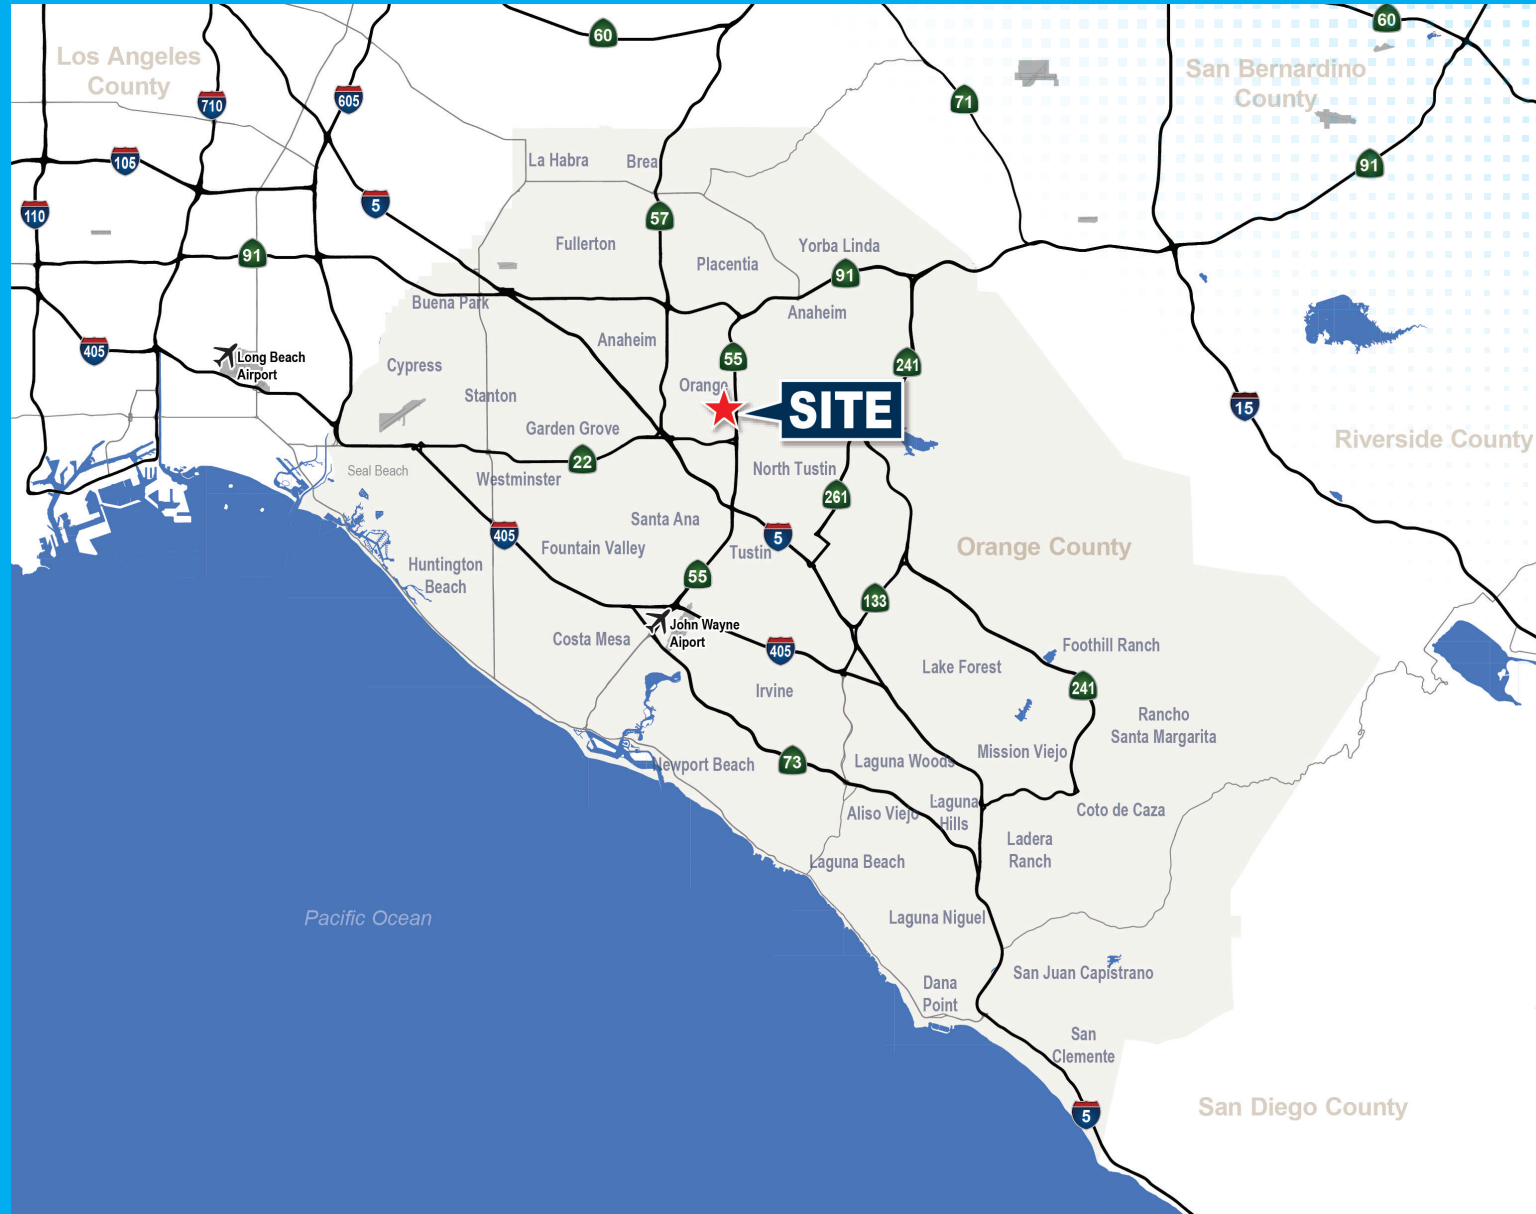 60
60
Los Angeles
County
San Bernardino
County
710
605
71
105
La Habra
Brea
91
5
110
57
Fullerton
Yorba Linda
91
Placentia
91
Buena Park
Anaheim
Anaheim
405
Long Beach
Airport
Cypress
55
241
Orange
Stanton
SITE
15
Garden Grove
Riverside County
22
Seal Beach
North Tustin
Westminster
261
Santa Ana
405
5
Fountain Valley
Tustin
Orange County
Huntington
Beach
55
133
John Wayne
Aiport
Costa Mesa
405
Foothill Ranch
Lake Forest
Irvine
241
Rancho
Santa Margarita
Mission Viejo
Newport Beach
73
Laguna Woods
Laguna
Hills
Aliso Viejo
Coto de Caza
Ladera
Ranch
Laguna Beach
Pacific Ocean
Laguna Niguel
San Juan Capistrano
Dana
Point
San
Clemente
San Diego County
5